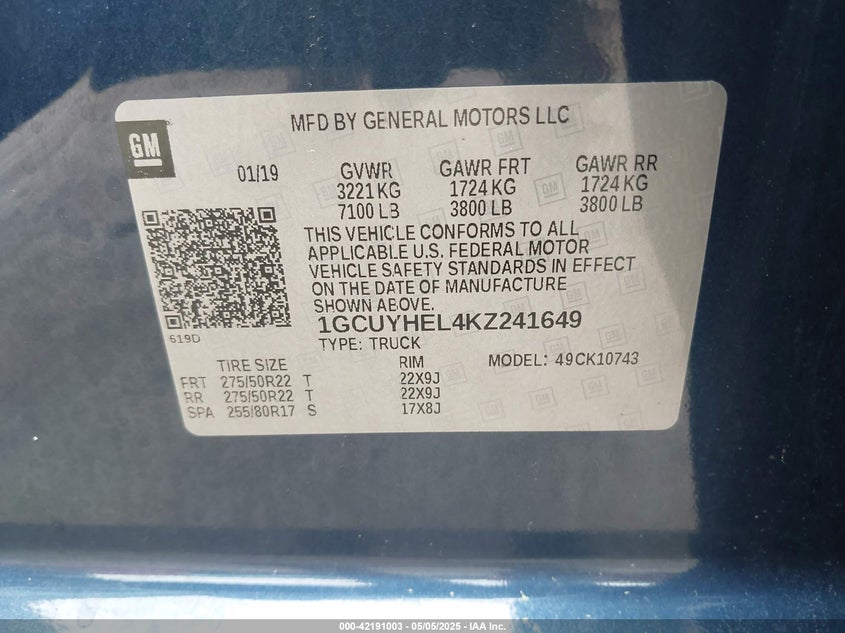 MFD BY GENERAL MOTORS LLC
GM
01/19 GVWR GAWR FRT GAWR RR
3221 KG 1724 KG 1724 KG
7100 LB 3800 LB 3800 LB
THIS VEHICLE CONFORMS TO ALL
APPLICABLE U.S. FEDERAL MOTOR
VEHICLE SAFETY STANDARDS IN EFFECT
ON THE DATE OF MANUFACTURE
SHOWN ABOVE.
1GCUYHEL4KZ241649
619D
TYPE: TRUCK
TIRE SIZE RIM MODEL: 49CK10743
FRT 275/50R22 T 22X9J
RR 275/50R22 T 22X9J
SPA 255/80R17 S 17X8J
000-42191003 - 05/05/2025 - IAA Inc.